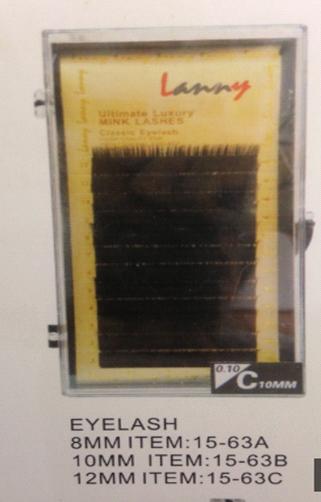 Lanny
Ultimate Luxury
MINK LASHES
Classic Eyelash
0.10
C 10MM
EYELASH
8MM ITEM:15-63A
10MM ITEM:15-63B
12MM ITEM:15-63C